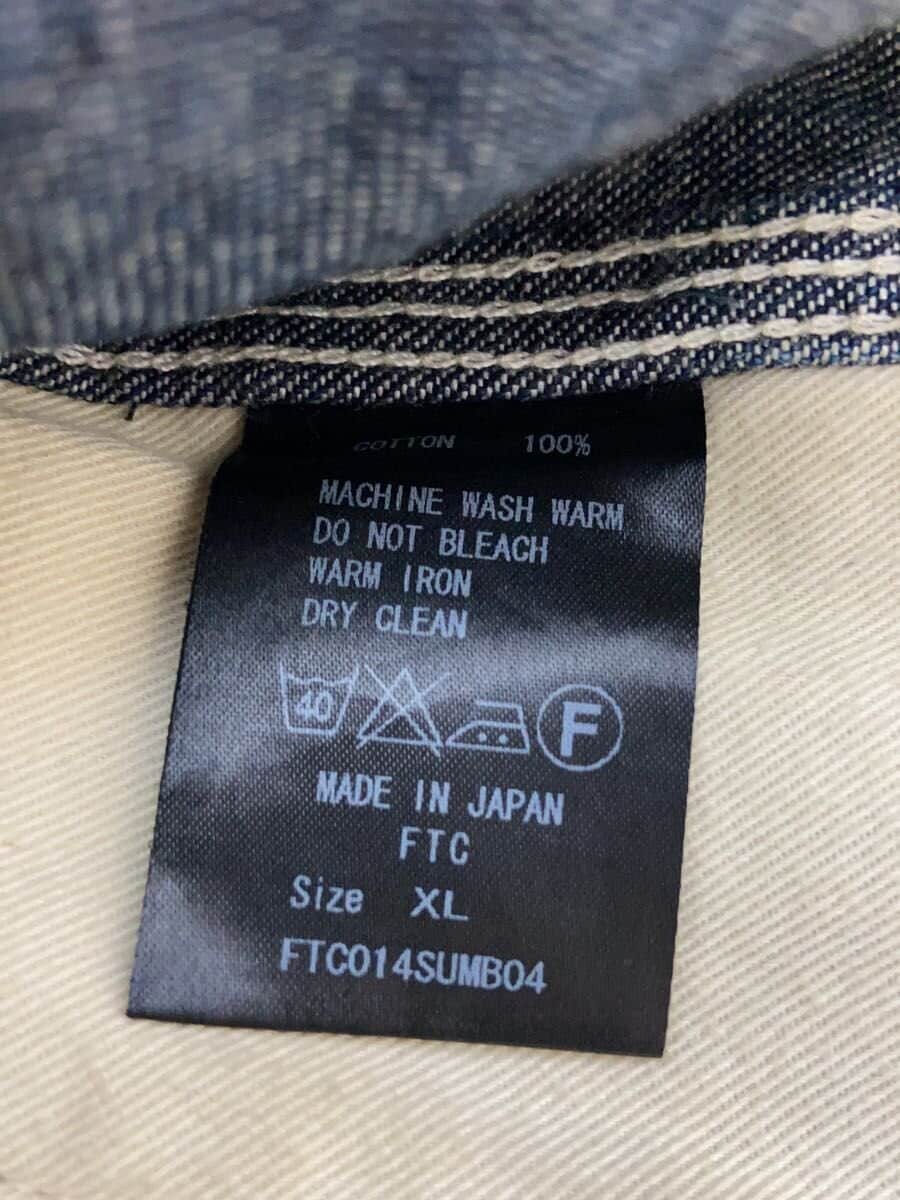 COTTON 100%
MACHINE WASH WARM
DO NOT BLEACH
WARM IRON
DRY CLEAN
40 F
MADE IN JAPAN
FTC
Size XL
FTC014SUMB04